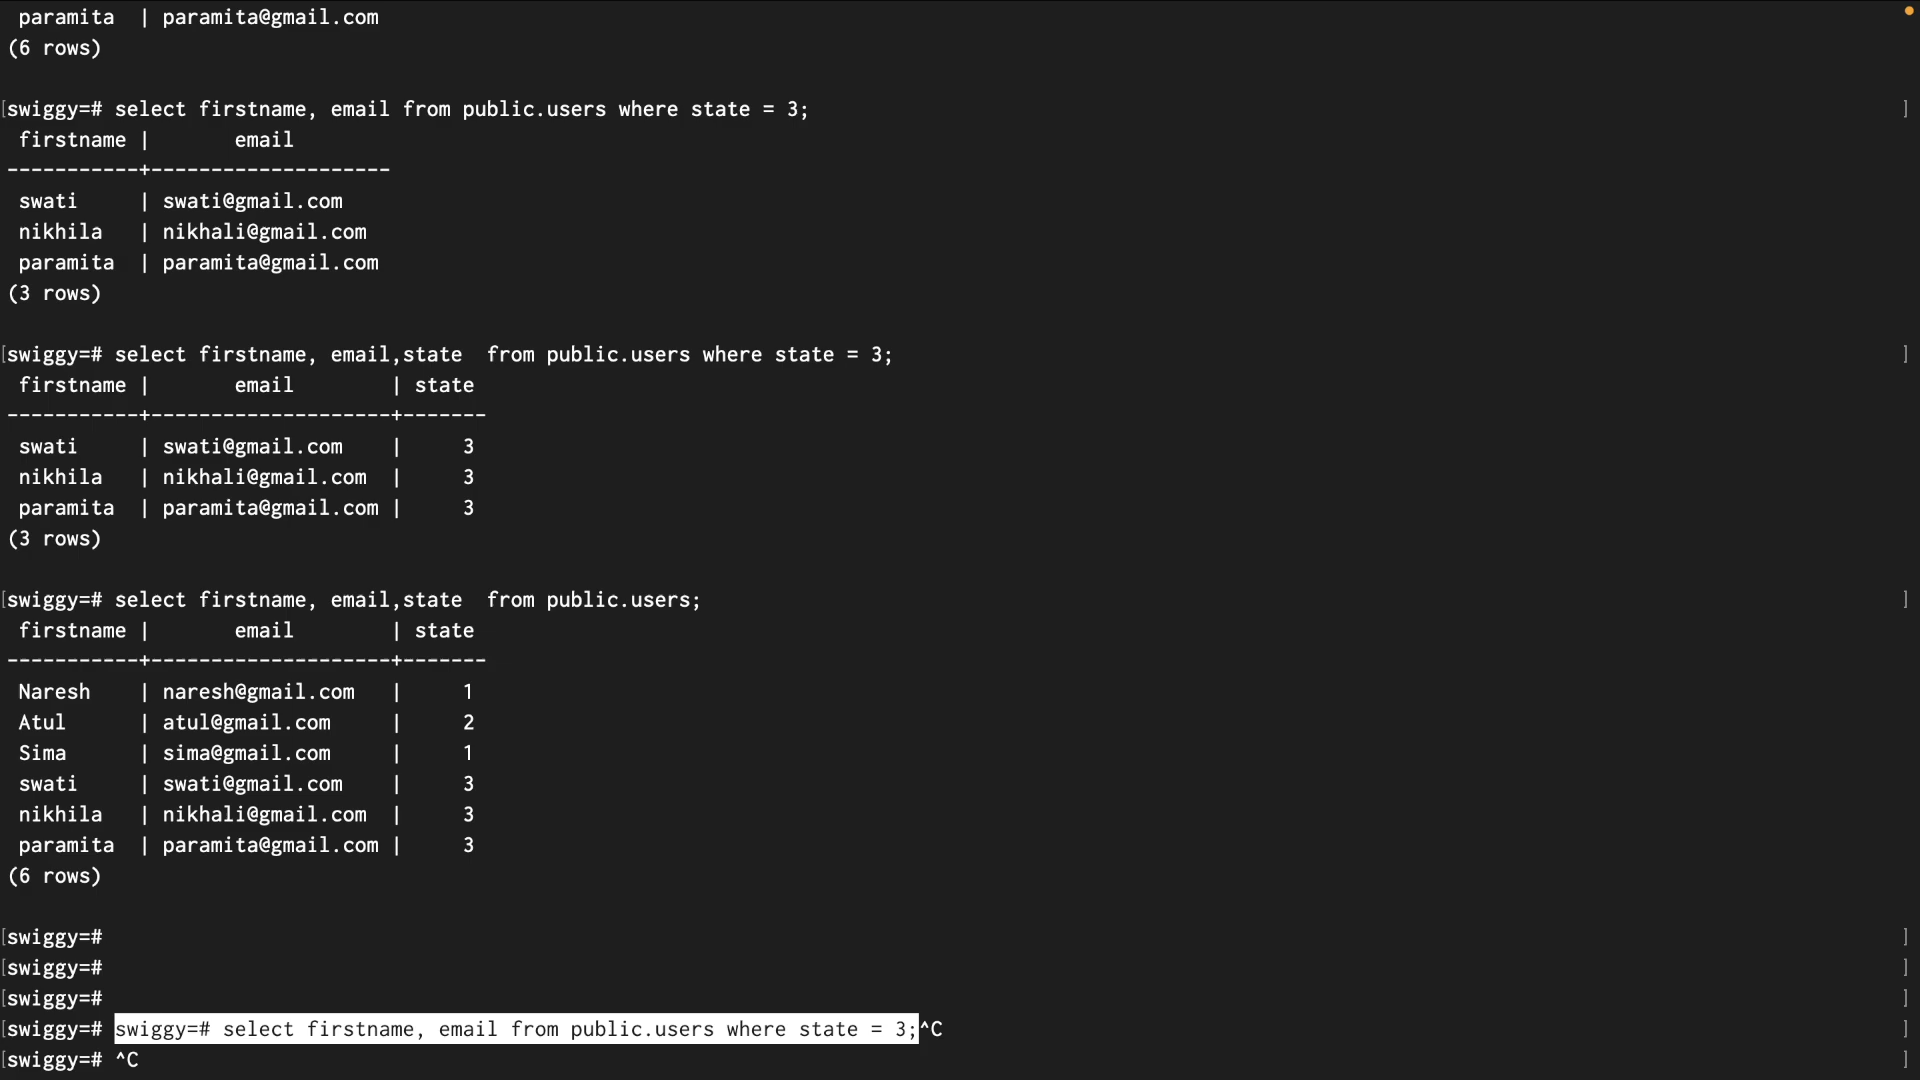 paramita  | paramita@gmail.com
(6 rows)
[swiggy=# select firstname, email from public.users where state = 3; ]
 firstname |       email
-----------+--------------------
 swati     | swati@gmail.com
 nikhila   | nikhali@gmail.com
 paramita  | paramita@gmail.com
(3 rows)
[swiggy=# select firstname, email,state  from public.users where state = 3; ]
 firstname |       email        | state
-----------+--------------------+-------
 swati     | swati@gmail.com    |     3
 nikhila   | nikhali@gmail.com  |     3
 paramita  | paramita@gmail.com |     3
(3 rows)
[swiggy=# select firstname, email,state  from public.users; ]
 firstname |       email        | state
-----------+--------------------+-------
 Naresh    | naresh@gmail.com   |     1
 Atul      | atul@gmail.com     |     2
 Sima      | sima@gmail.com     |     1
 swati     | swati@gmail.com    |     3
 nikhila   | nikhali@gmail.com  |     3
 paramita  | paramita@gmail.com |     3
(6 rows)
[swiggy=# ]
[swiggy=# ]
[swiggy=# ]
[swiggy=# swiggy=# select firstname, email from public.users where state = 3;^C ]
[swiggy=# ^C ]